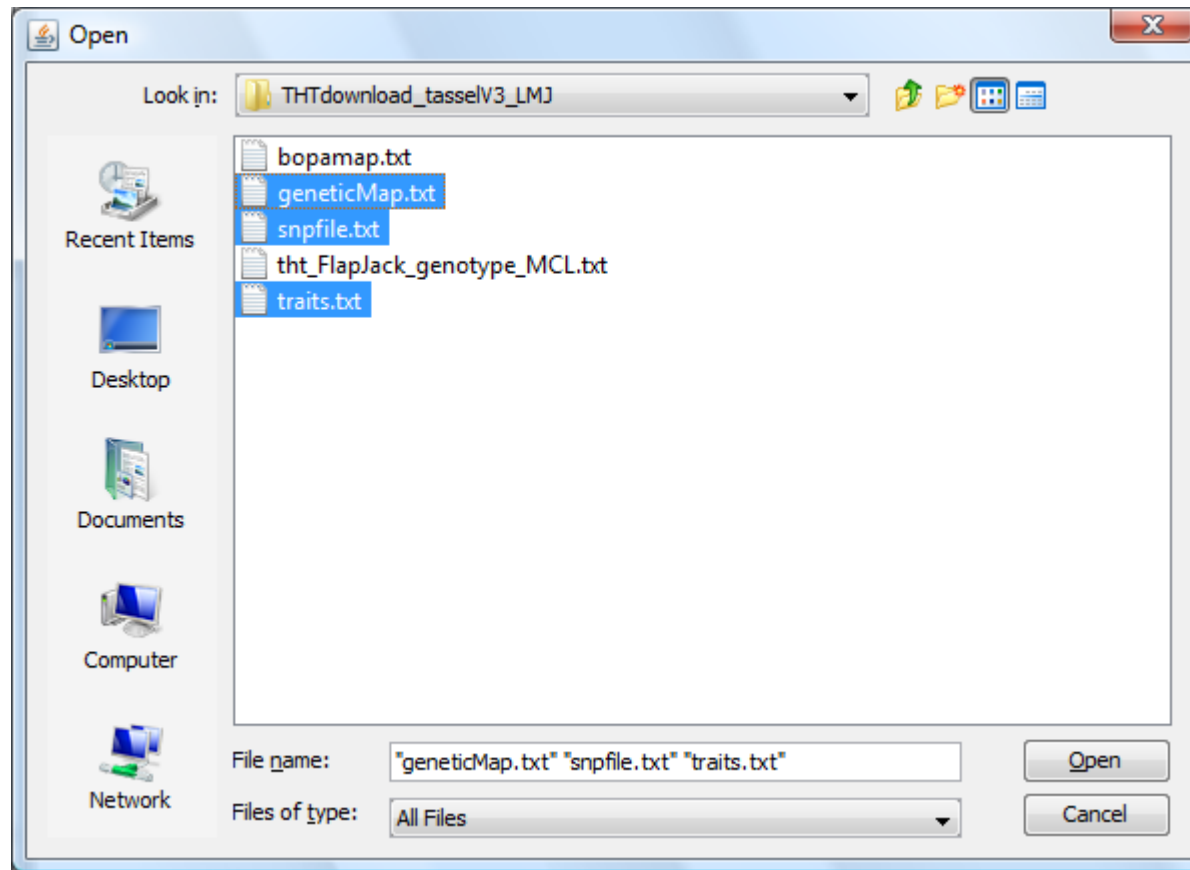 Open
Look in: THTdownload_tasselV3_LMJ
bopamap.txt
geneticMap.txt
snpfile.txt
tht_FlapJack_genotype_MCL.txt
traits.txt
Recent Items
Desktop
Documents
Computer
Network
File name: "geneticMap.txt" "snpfile.txt" "traits.txt" Open
Files of type: All Files Cancel